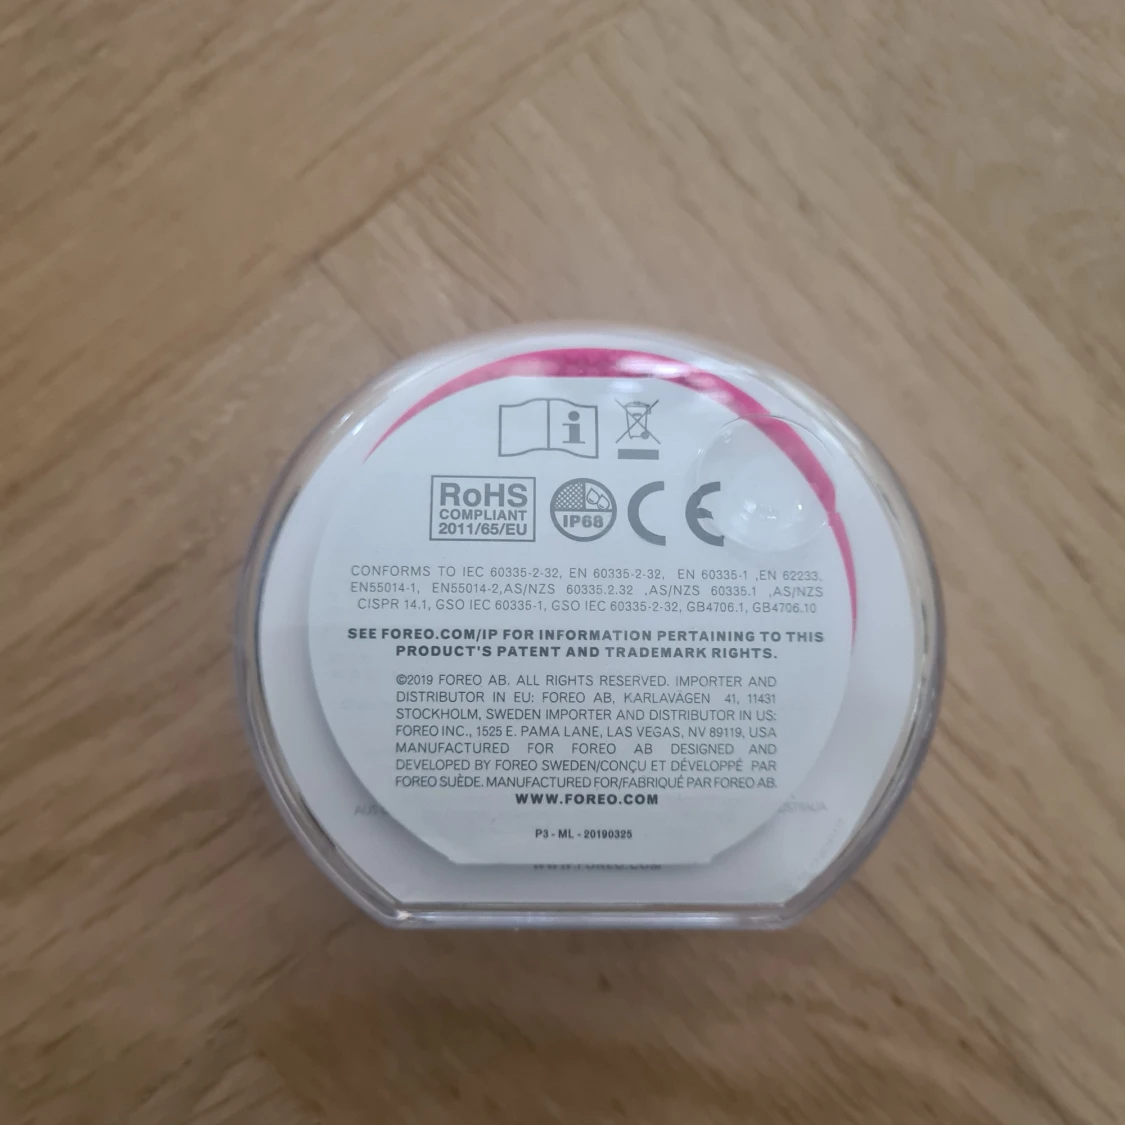 RoHS
COMPLIANT
2011/65/EU
IP68
CE
CONFORMS TO IEC 60335-2-32, EN 60335-2-32, EN 60335-1 ,EN 62233,
EN55014-1, EN55014-2,AS/NZS 60335.2.32 ,AS/NZS 60335.1 ,AS/NZS
CISPR 14.1, GSO IEC 60335-1, GSO IEC 60335-2-32, GB4706.1, GB4706.10
SEE FOREO.COM/IP FOR INFORMATION PERTAINING TO THIS
PRODUCT'S PATENT AND TRADEMARK RIGHTS.
©2019 FOREO AB. ALL RIGHTS RESERVED. IMPORTER AND
DISTRIBUTOR IN EU: FOREO AB, KARLAVÄGEN 41, 11431
STOCKHOLM, SWEDEN IMPORTER AND DISTRIBUTOR IN US:
FOREO INC., 1525 E. PAMA LANE, LAS VEGAS, NV 89119, USA
MANUFACTURED FOR FOREO AB DESIGNED AND
DEVELOPED BY FOREO SWEDEN/CONÇU ET DÉVELOPPÉ PAR
FOREO SUÈDE. MANUFACTURED FOR/FABRIQUÉ PAR FOREO AB.
WWW.FOREO.COM
P3 - ML - 20190325